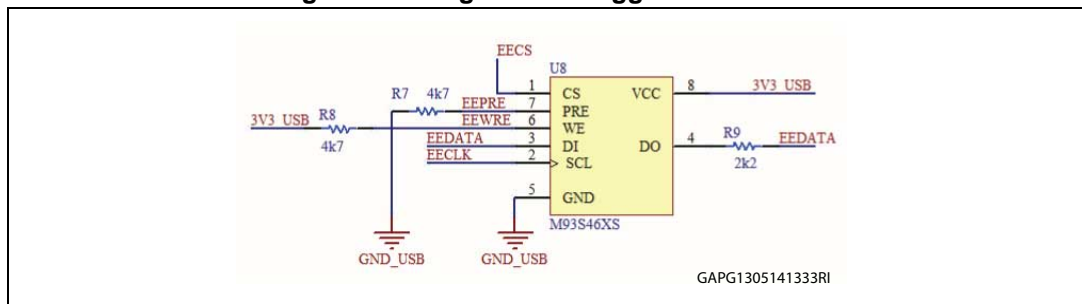 EECS
U8
1 CS VCC 8 3V3_USB
R7 4k7 EEPRE 7 PRE
3V3_USB R8 4k7 EEWRE 6 WE
EEDATA 3 DI DO 4 R9 2k2 EEDATA
EECLK 2 > SCL
5 GND
M93S46XS
GND_USB GND_USB
GAPG1305141333RI